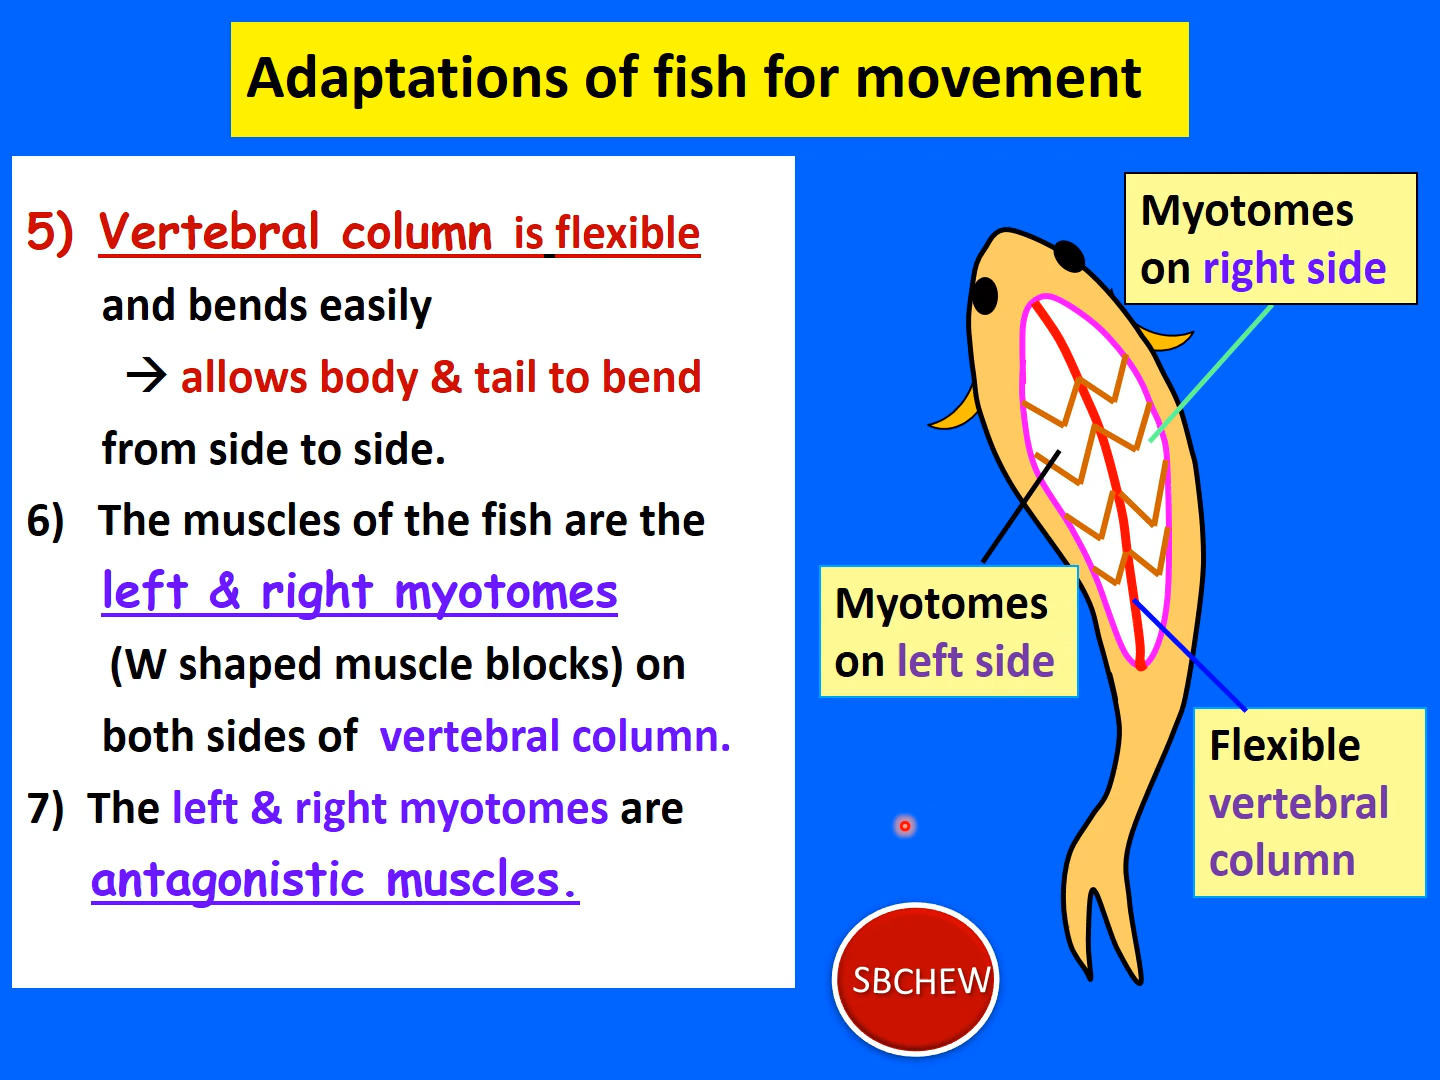 Adaptations of fish for movement
5) Vertebral column is flexible
and bends easily
→ allows body & tail to bend
from side to side.
6) The muscles of the fish are the
left & right myotomes
(W shaped muscle blocks) on
both sides of vertebral column.
7) The left & right myotomes are
antagonistic muscles.
Myotomes
on right side
Myotomes
on left side
Flexible
vertebral
column
SBCHEW